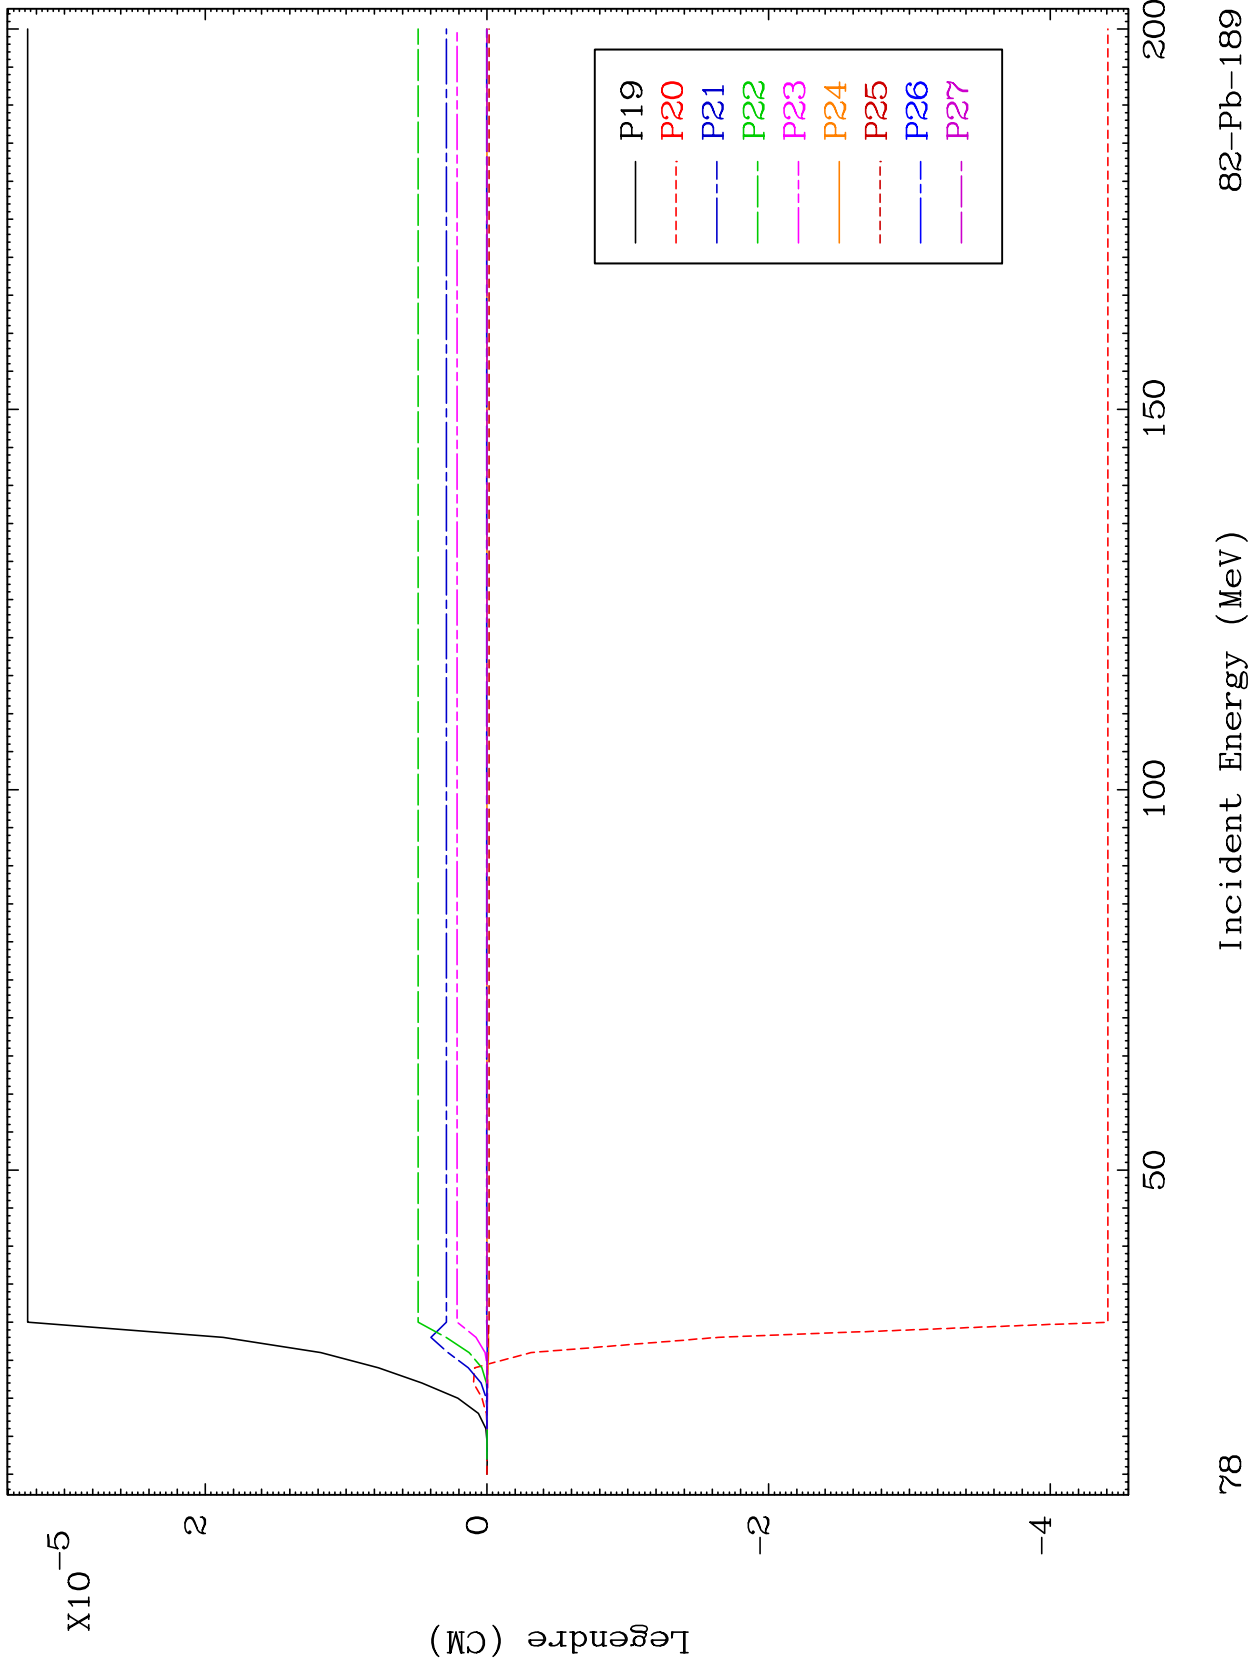 X10-5
2
0
-2
-4
Legendre (CM)
P19
P20
P21
P22
P23
P24
P25
P26
P27
50
100
150
200
Incident Energy (MeV)
78
82-Pb-189